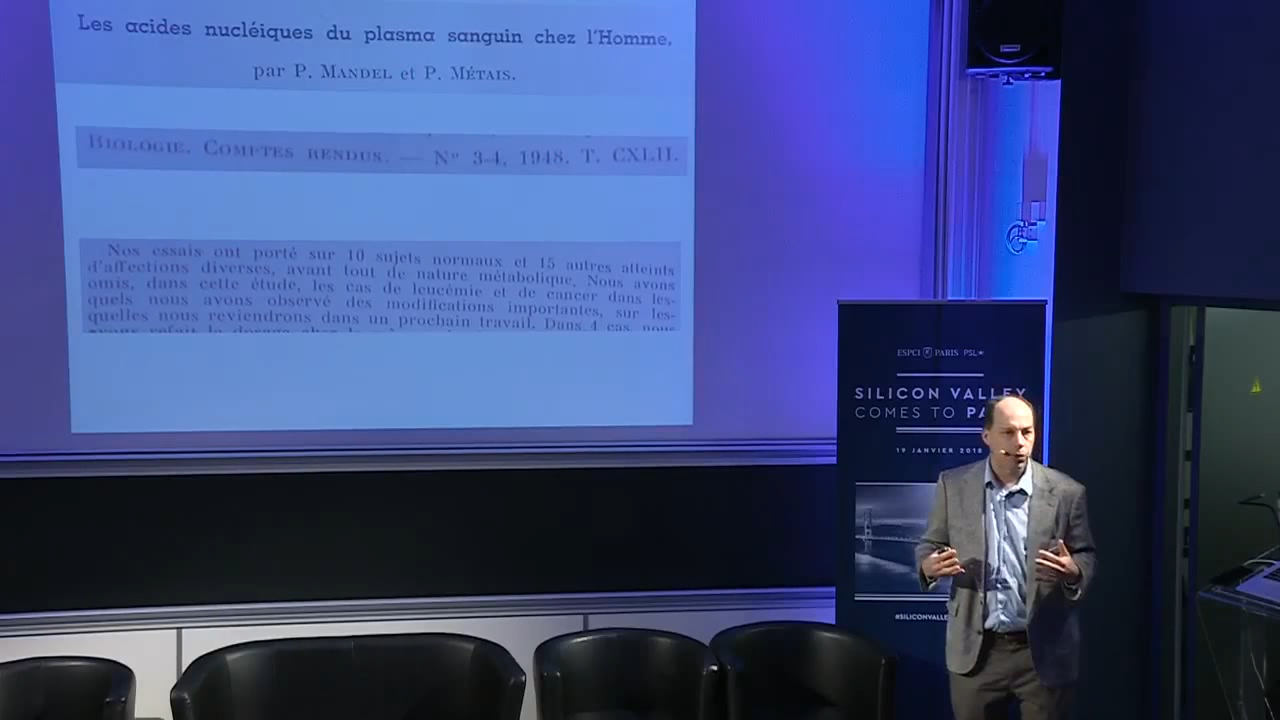 Les acides nucléiques du plasma sanguin chez l'Homme,
par P. MANDEL et P. MÉTAIS.
BIOLOGIE. COMPTES RENDUS. — N° 3-4, 1948. T. CXLII.
Nos essais ont porté sur 10 sujets normaux et 15 autres atteints
d'affections diverses, avant tout de nature métabolique. Nous avons
omis, dans cette étude, les cas de leucémie et de cancer dans les-
quels nous avons observé des modifications importantes, sur les-
quelles nous reviendrons dans un prochain travail. Dans 4 cas, nous
ESPCI PARIS PSL★
SILICON VALLEY
COMES TO PA
19 JANVIER 2018
#SILICONVALLE